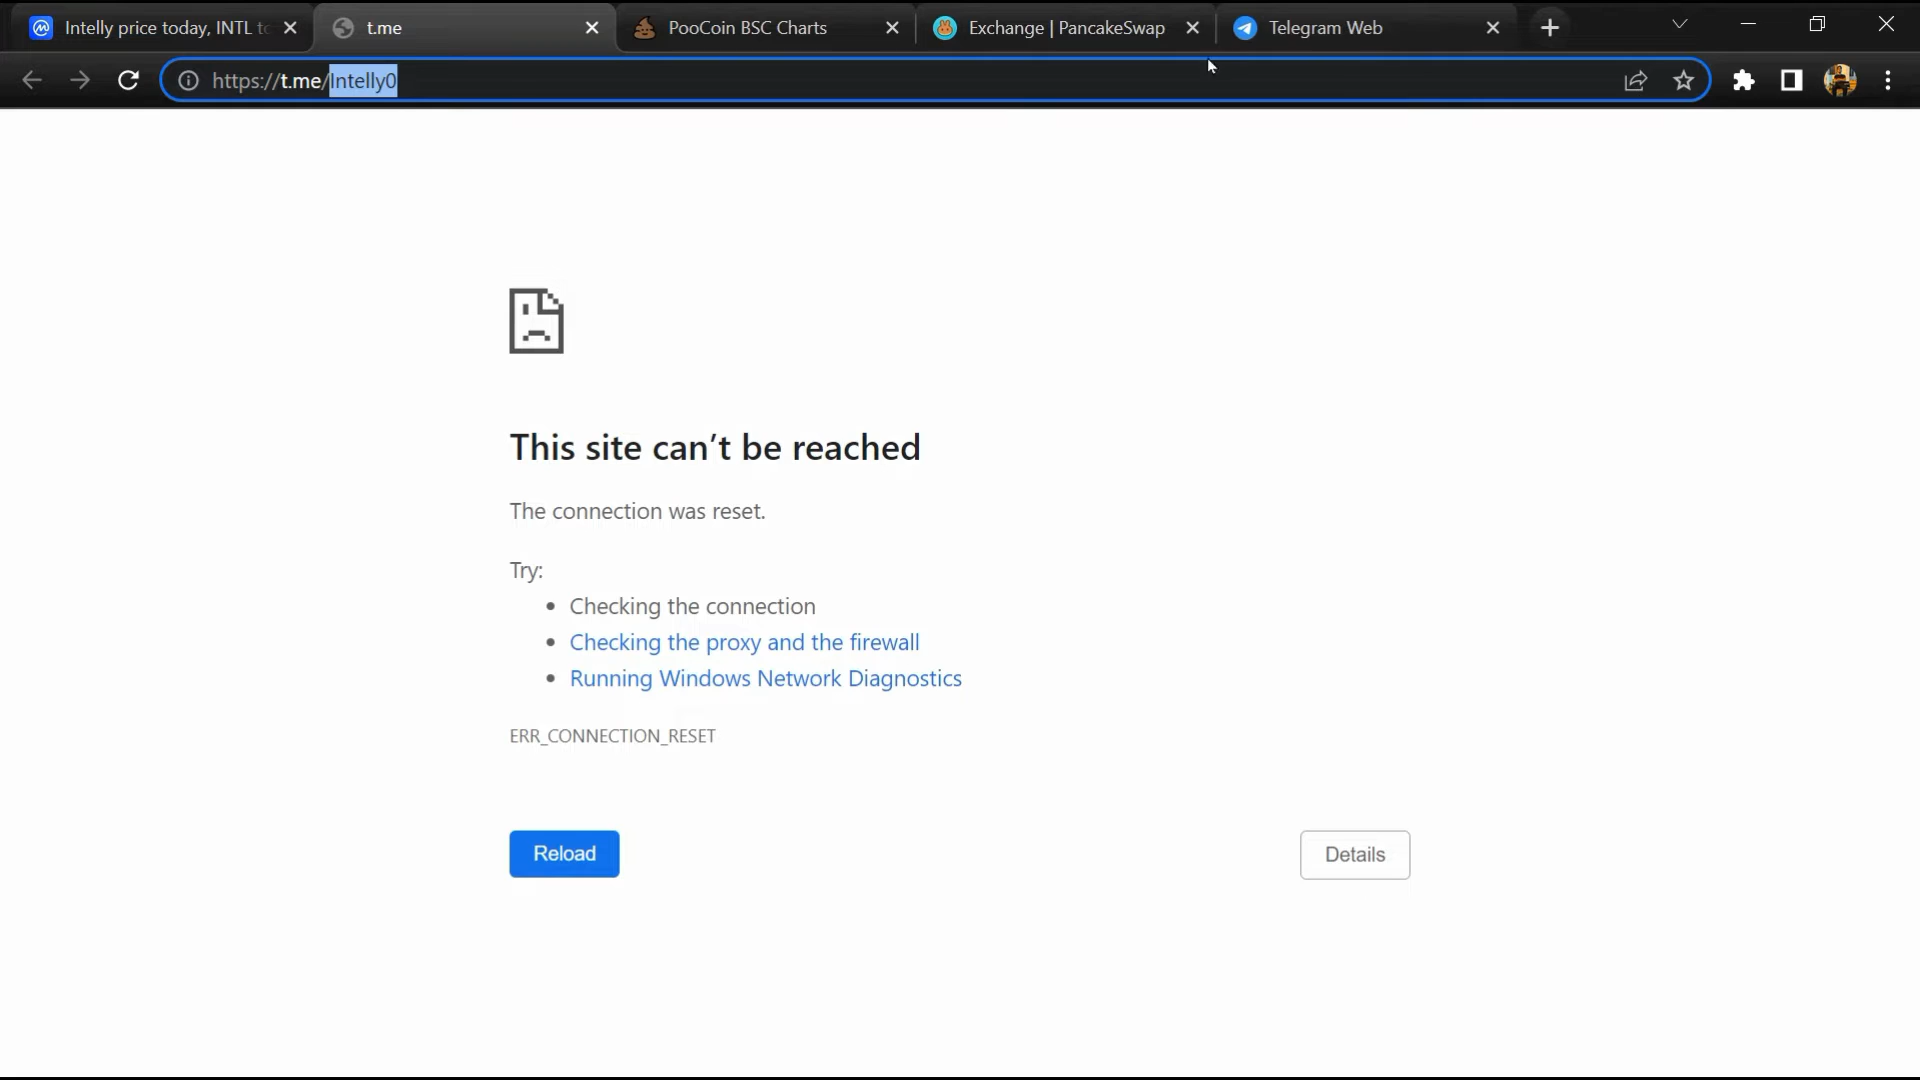 Intelly price today, INTL to
t.me
PooCoin BSC Charts
Exchange | PancakeSwap
Telegram Web
https://t.me/Intelly0
This site can’t be reached
The connection was reset.
Try:
Checking the connection
Checking the proxy and the firewall
Running Windows Network Diagnostics
ERR_CONNECTION_RESET
Reload
Details